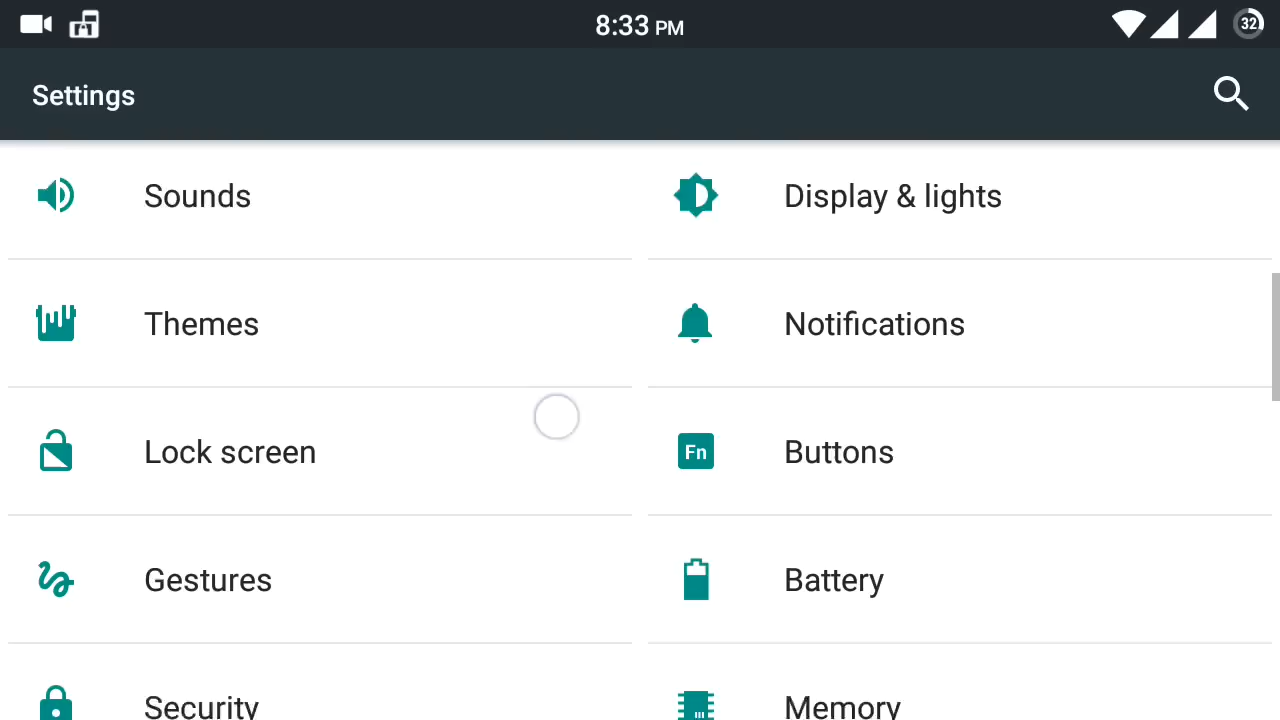 8:33 PM
32
Settings
Sounds
Display & lights
Themes
Notifications
Lock screen
Fn
Buttons
Gestures
Battery
Security
Memory